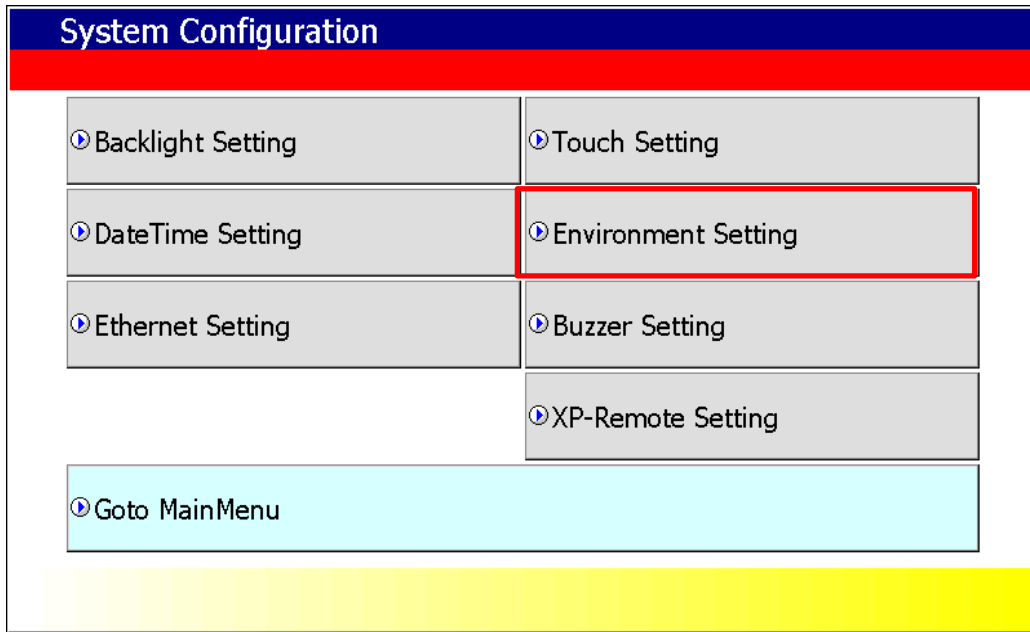 System Configuration
Backlight Setting
Touch Setting
DateTime Setting
Environment Setting
Ethernet Setting
Buzzer Setting
XP-Remote Setting
Goto MainMenu